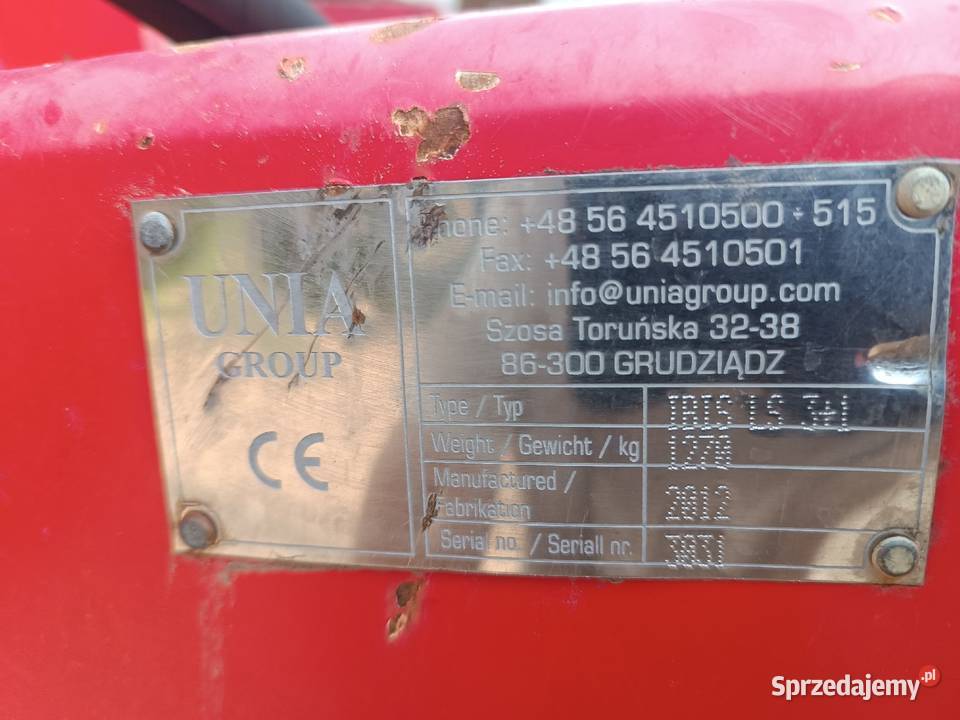 UNIA
GROUP
CE
Phone: +48 56 4510500 ÷ 515
Fax: +48 56 4510501
E-mail: info@uniagroup.com
Szosa Toruńska 32-38
86-300 GRUDZIĄDZ
Type / Typ IBIS LS 3+1
Weight / Gewicht / kg 1270
Manufactured /
Fabrikation 2012
Serial no. / Seriall nr. 3031
Sprzedajemy.pl